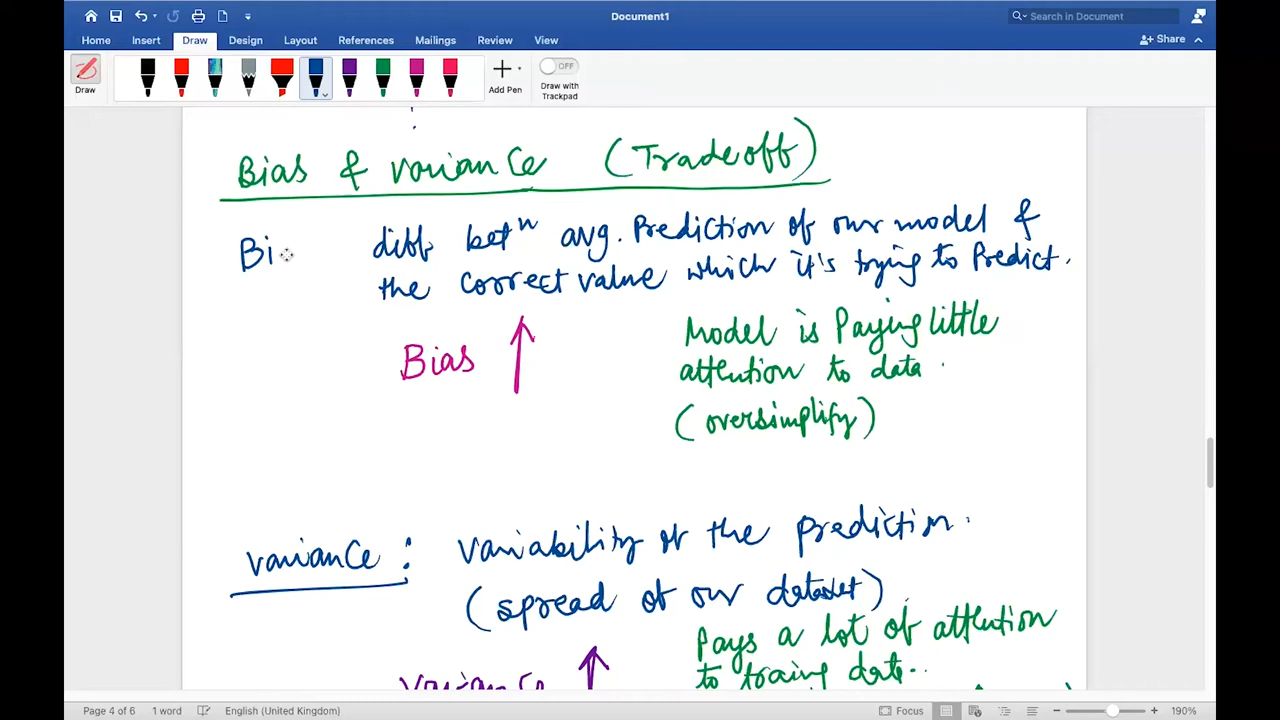 Document1
Search in Document
Home Insert Draw Design Layout References Mailings Review View
Share
Draw
Add Pen
OFF
Draw with
Trackpad
Bias & variance (Tradeoff)
Bi diff betⁿ avg. Prediction of our model &
the correct value which it's trying to Predict.
Bias ↑
Model is Paying little
attention to data.
(oversimplify)
variance : variability of the prediction.
(spread of our dataset)
Pays a lot of attention
to traing data..
variance ↑
Page 4 of 6 1 word English (United Kingdom) Focus 190%